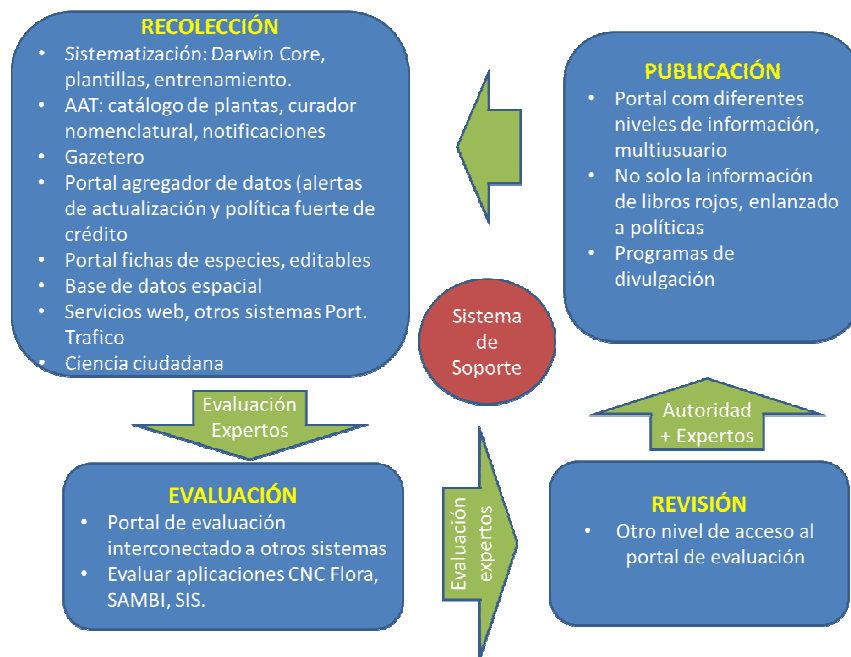 RECOLECCIÓN
• Sistematización: Darwin Core,
plantillas, entrenamiento.
• AAT: catálogo de plantas, curador
nomenclatural, notificaciones
• Gazetero
• Portal agregador de datos (alertas
de actualización y política fuerte de
crédito
• Portal fichas de especies, editables
• Base de datos espacial
• Servicios web, otros sistemas Port.
Trafico
• Ciencia ciudadana
Evaluación
Expertos
EVALUACIÓN
• Portal de evaluación
interconectado a otros sistemas
• Evaluar aplicaciones CNC Flora,
SAMBI, SIS.
Evaluación
expertos
REVISIÓN
• Otro nivel de acceso al
portal de evaluación
Autoridad
+ Expertos
PUBLICACIÓN
• Portal com diferentes
niveles de información,
multiusuario
• No solo la información
de libros rojos, enlanzado
a políticas
• Programas de
divulgación
Sistema
de
Soporte